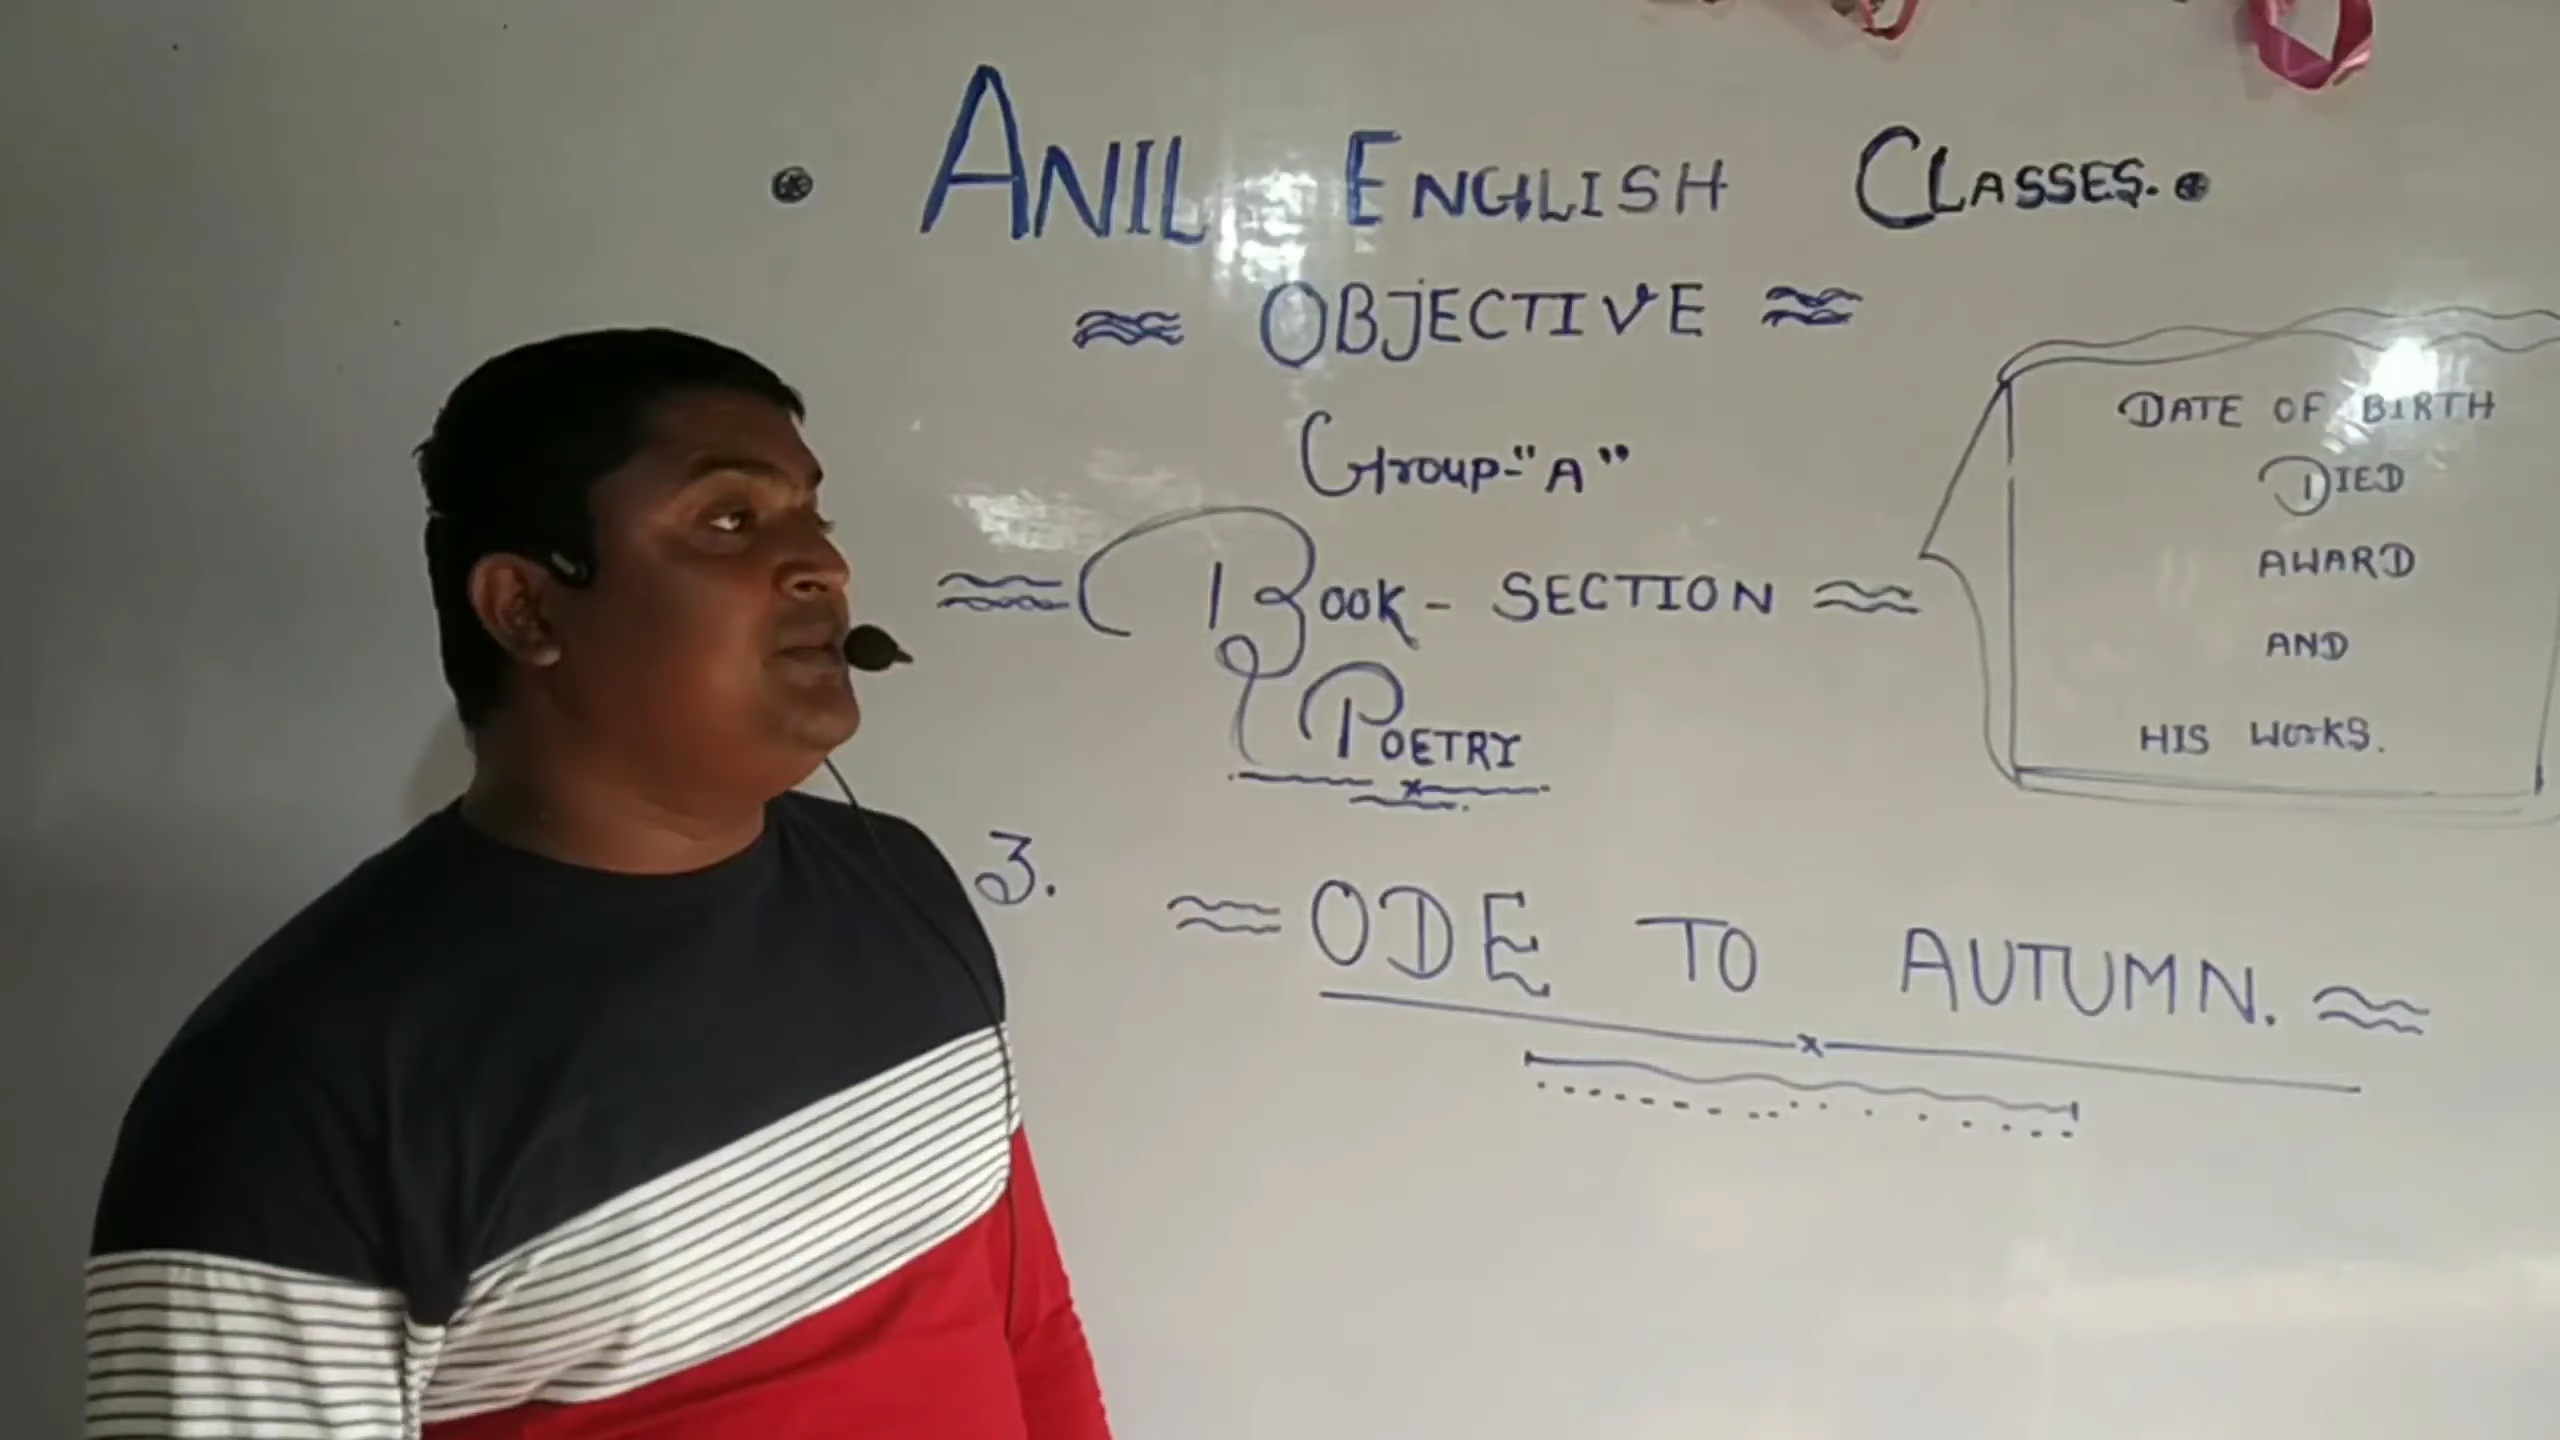 ANIL ENGLISH CLASSES.
OBJECTIVE
Group-"A"
BOOK - SECTION
POETRY
DATE OF BIRTH
DIED
AWARD
AND
HIS WORKS.
3. ODE TO AUTUMN.